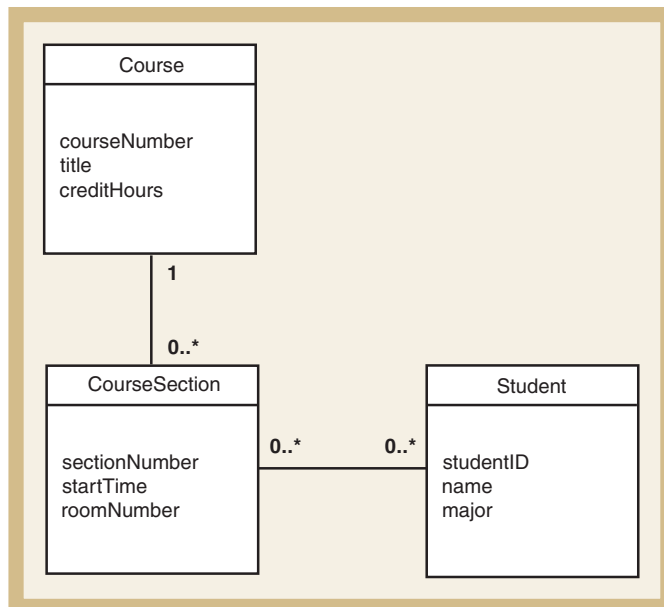 Course
courseNumber
title
creditHours
1
0..*
CourseSection
sectionNumber
startTime
roomNumber
0..*
0..*
Student
studentID
name
major